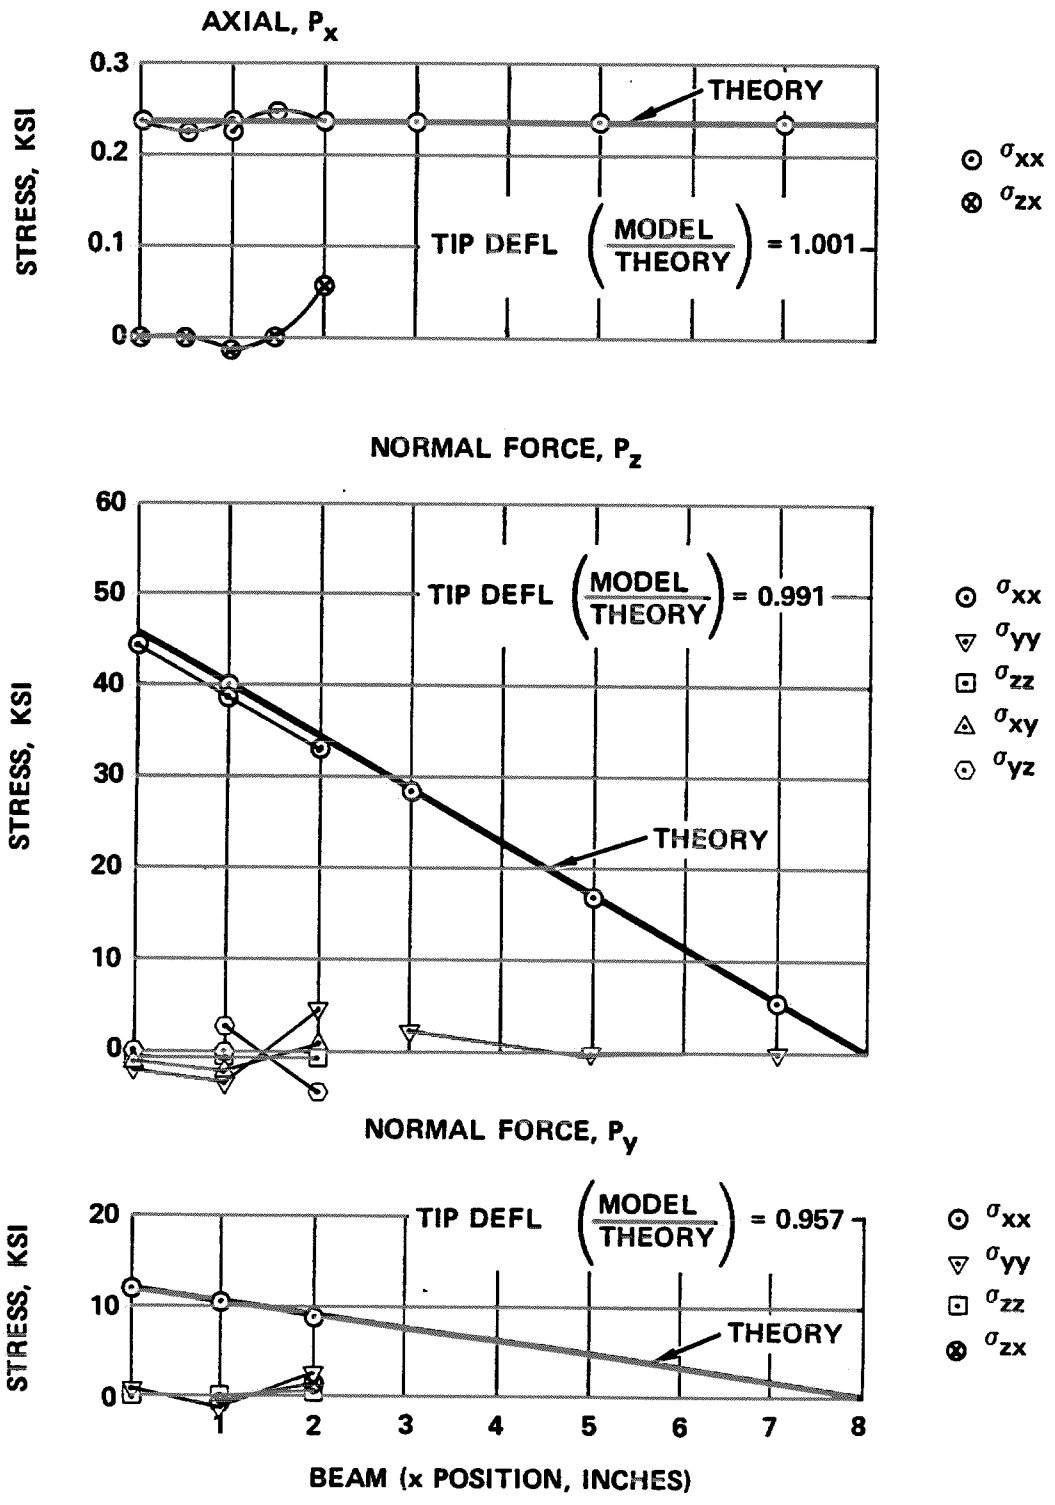 AXIAL, Px
0.3
0.2
0.1
0
STRESS, KSI
THEORY
TIP DEFL (MODEL/THEORY) = 1.001
σxx
σzx
NORMAL FORCE, Pz
60
50
40
30
20
10
0
STRESS, KSI
TIP DEFL (MODEL/THEORY) = 0.991
THEORY
σxx
σyy
σzz
σxy
σyz
NORMAL FORCE, Py
20
10
0
STRESS, KSI
TIP DEFL (MODEL/THEORY) = 0.957
THEORY
σxx
σyy
σzz
σzx
1 2 3 4 5 6 7 8
BEAM (x POSITION, INCHES)